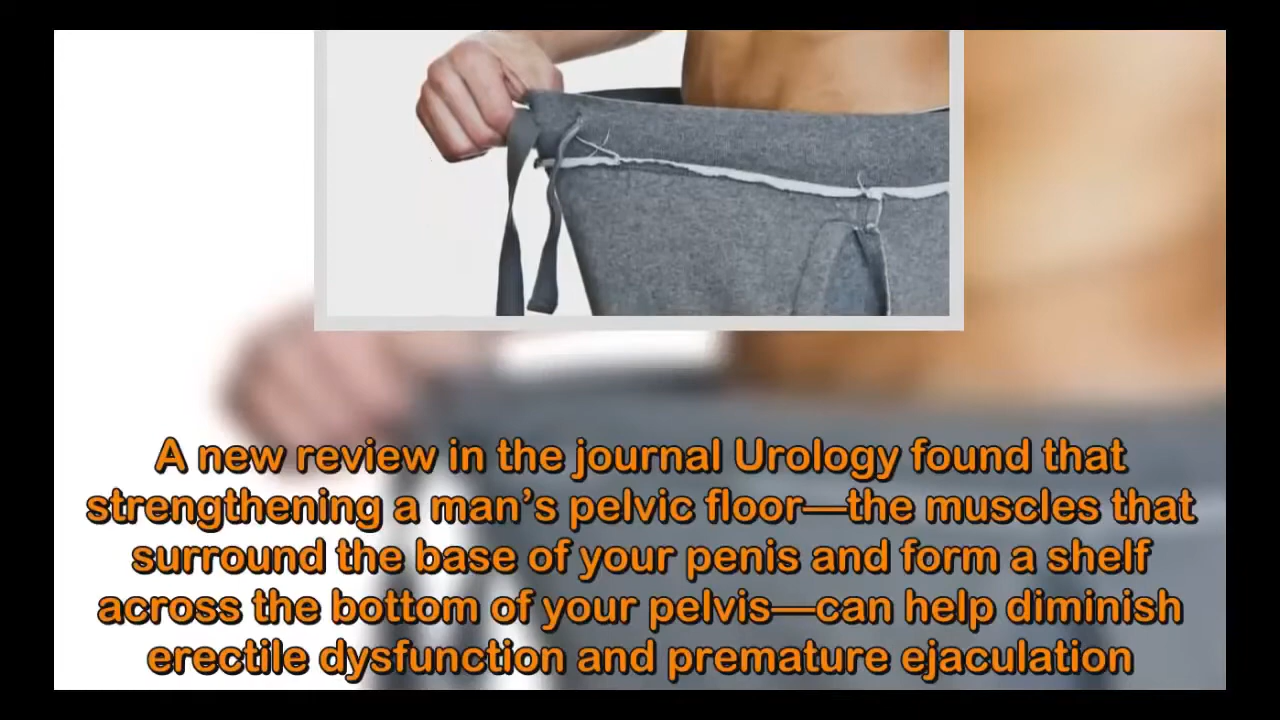 A new review in the journal Urology found that
strengthening a man’s pelvic floor—the muscles that
surround the base of your penis and form a shelf
across the bottom of your pelvis—can help diminish
erectile dysfunction and premature ejaculation